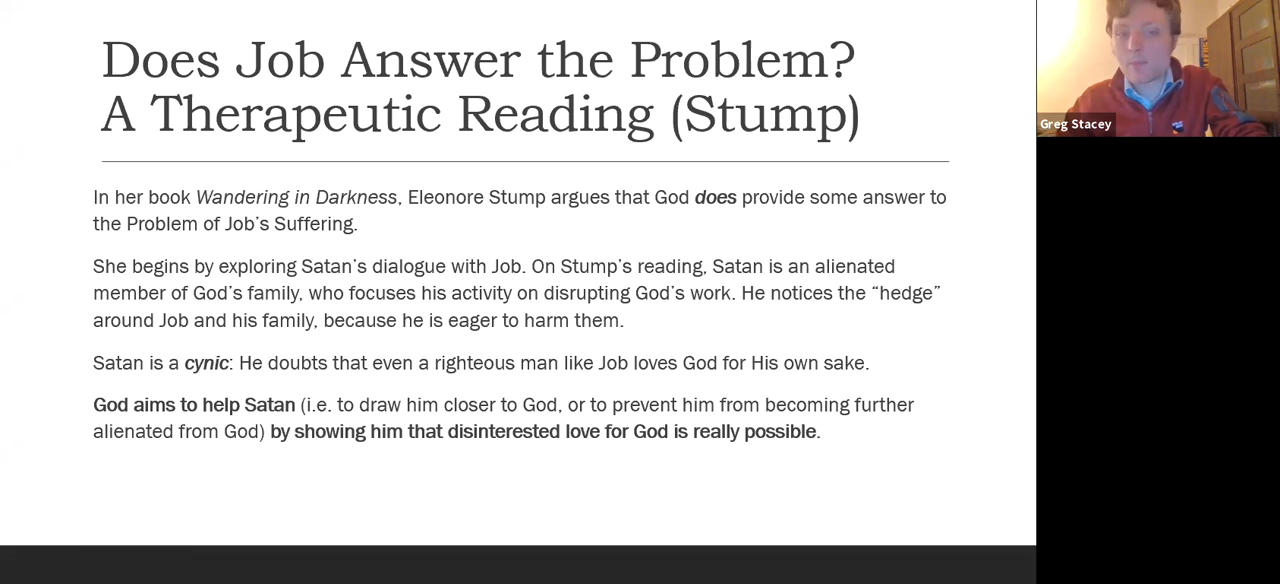 Does Job Answer the Problem?
A Therapeutic Reading (Stump)
In her book Wandering in Darkness, Eleonore Stump argues that God does provide some answer to
the Problem of Job’s Suffering.
She begins by exploring Satan’s dialogue with Job. On Stump’s reading, Satan is an alienated
member of God’s family, who focuses his activity on disrupting God’s work. He notices the “hedge”
around Job and his family, because he is eager to harm them.
Satan is a cynic: He doubts that even a righteous man like Job loves God for His own sake.
God aims to help Satan (i.e. to draw him closer to God, or to prevent him from becoming further
alienated from God) by showing him that disinterested love for God is really possible.
Greg Stacey